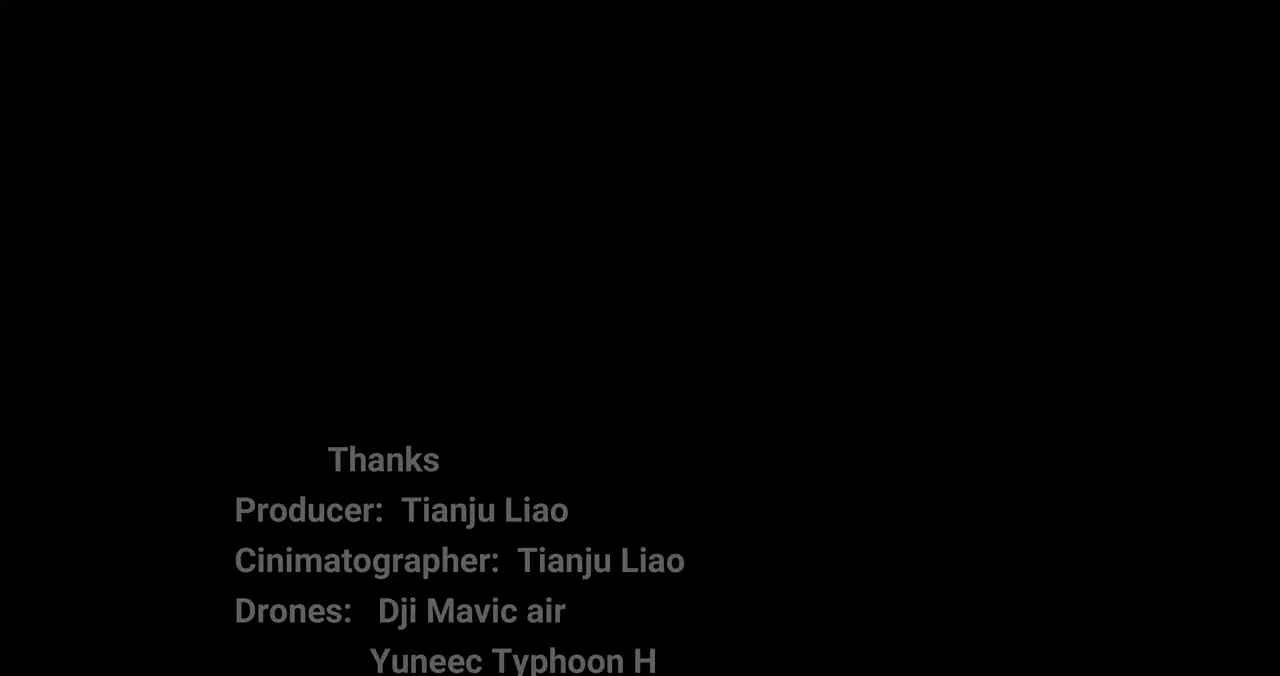 Thanks
Producer: Tianju Liao
Cinimatographer: Tianju Liao
Drones: Dji Mavic air
Yuneec Typhoon H